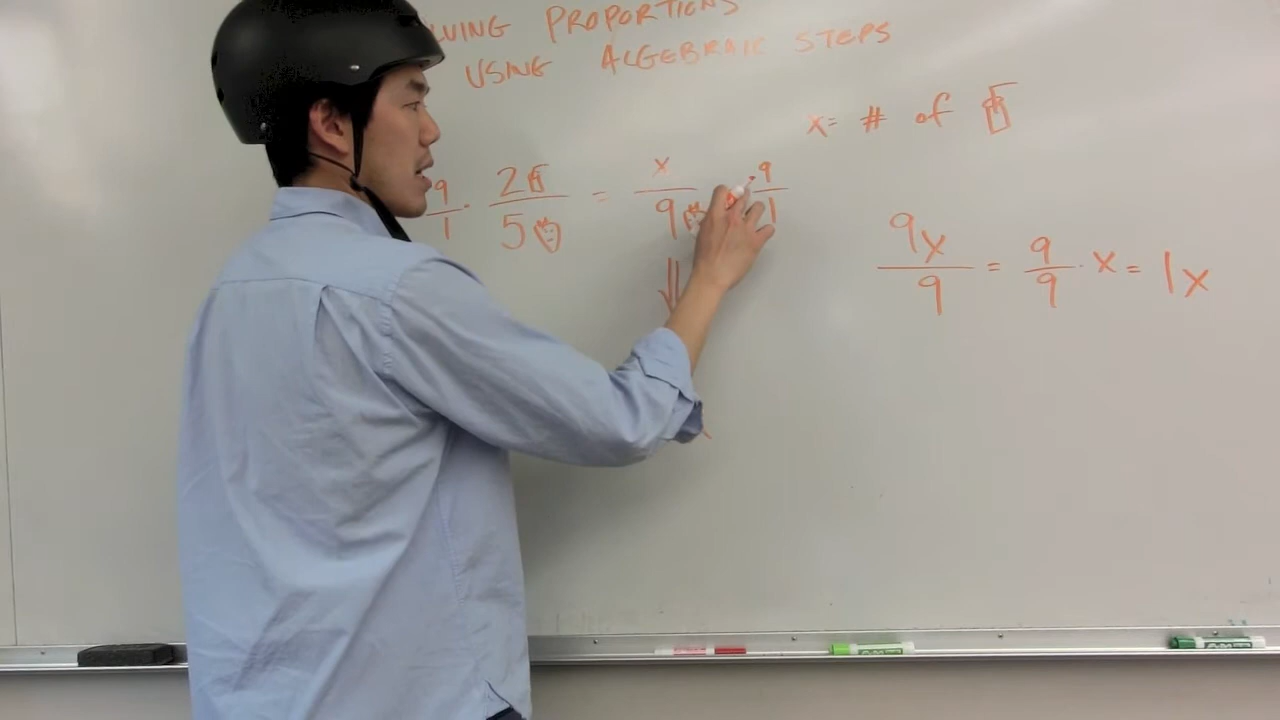 PROPORTIONS
USING ALGEBRAIC STEPS
x = # of
9/1 · 2/5 = x/9 · 9/1
9x/9 = 9/9 · x = 1x